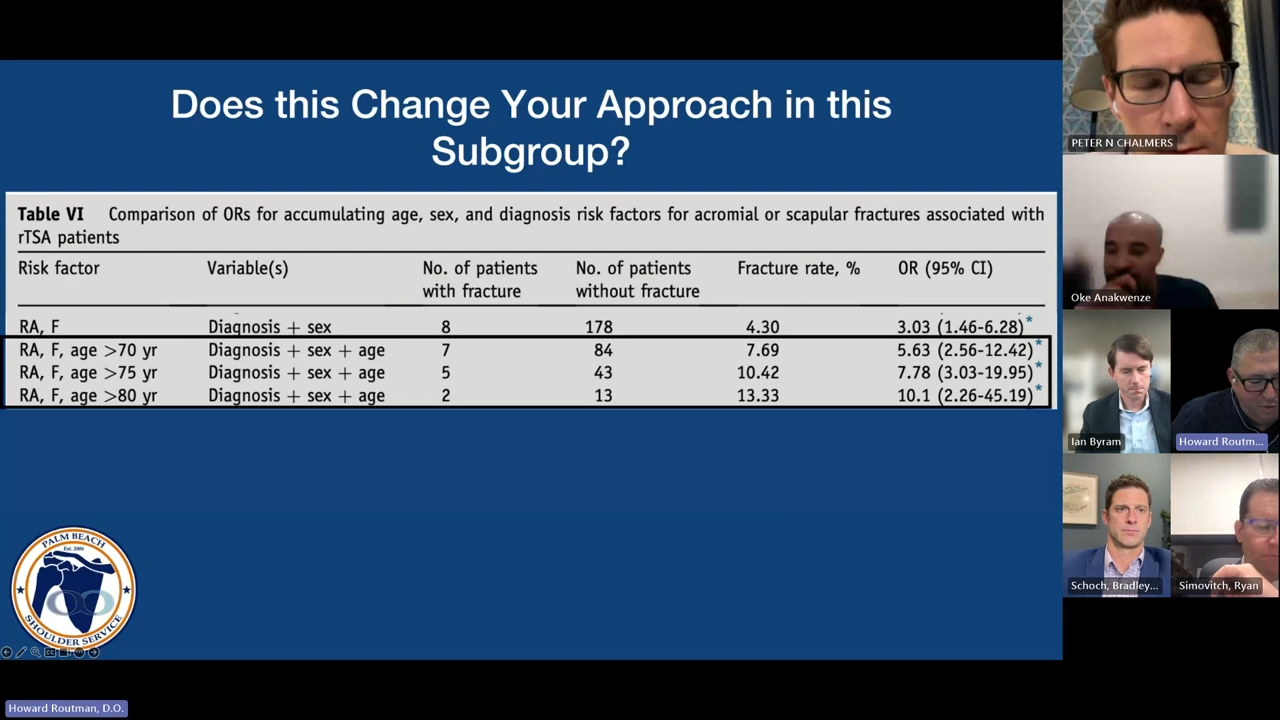 Does this Change Your Approach in this
Subgroup?
Table VI Comparison of ORs for accumulating age, sex, and diagnosis risk factors for acromial or scapular fractures associated with
rTSA patients
Risk factor Variable(s) No. of patients with fracture No. of patients without fracture Fracture rate, % OR (95% CI)
RA, F Diagnosis + sex 8 178 4.30 3.03 (1.46-6.28)*
RA, F, age >70 yr Diagnosis + sex + age 7 84 7.69 5.63 (2.56-12.42)*
RA, F, age >75 yr Diagnosis + sex + age 5 43 10.42 7.78 (3.03-19.95)*
RA, F, age >80 yr Diagnosis + sex + age 2 13 13.33 10.1 (2.26-45.19)*
PALM BEACH
Est. 2006
SHOULDER SERVICE
Howard Routman, D.O.
PETER N CHALMERS
Oke Anakwenze
Ian Byram
Howard Routm...
Schoch, Bradley...
Simovitch, Ryan